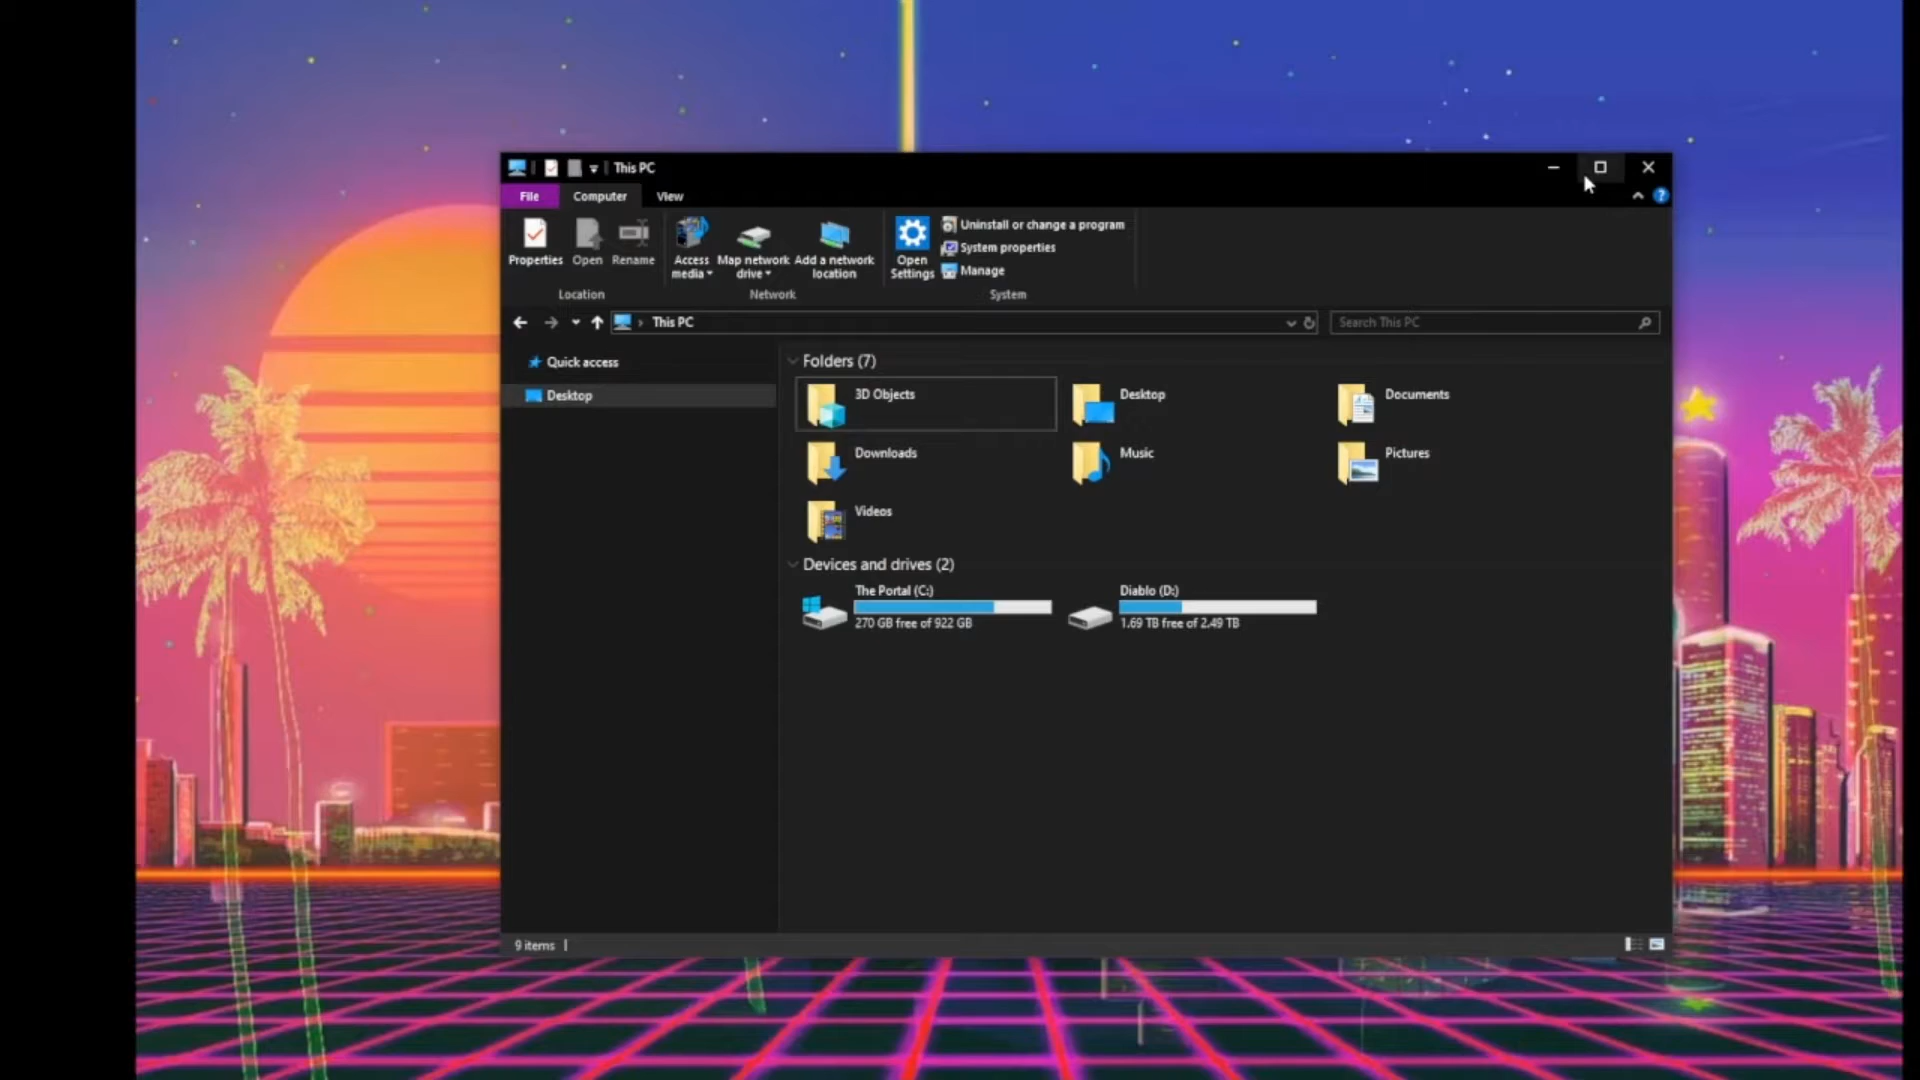 This PC
File Computer View
Properties Open Rename Access media Map network drive Add a network location Open Settings Uninstall or change a program
System properties
Manage
Location Network System
This PC Search This PC
Quick access
Desktop
Folders (7)
3D Objects Desktop Documents
Downloads Music Pictures
Videos
Devices and drives (2)
The Portal (C:) Diablo (D:)
270 GB free of 922 GB 1.69 TB free of 2.49 TB
9 items